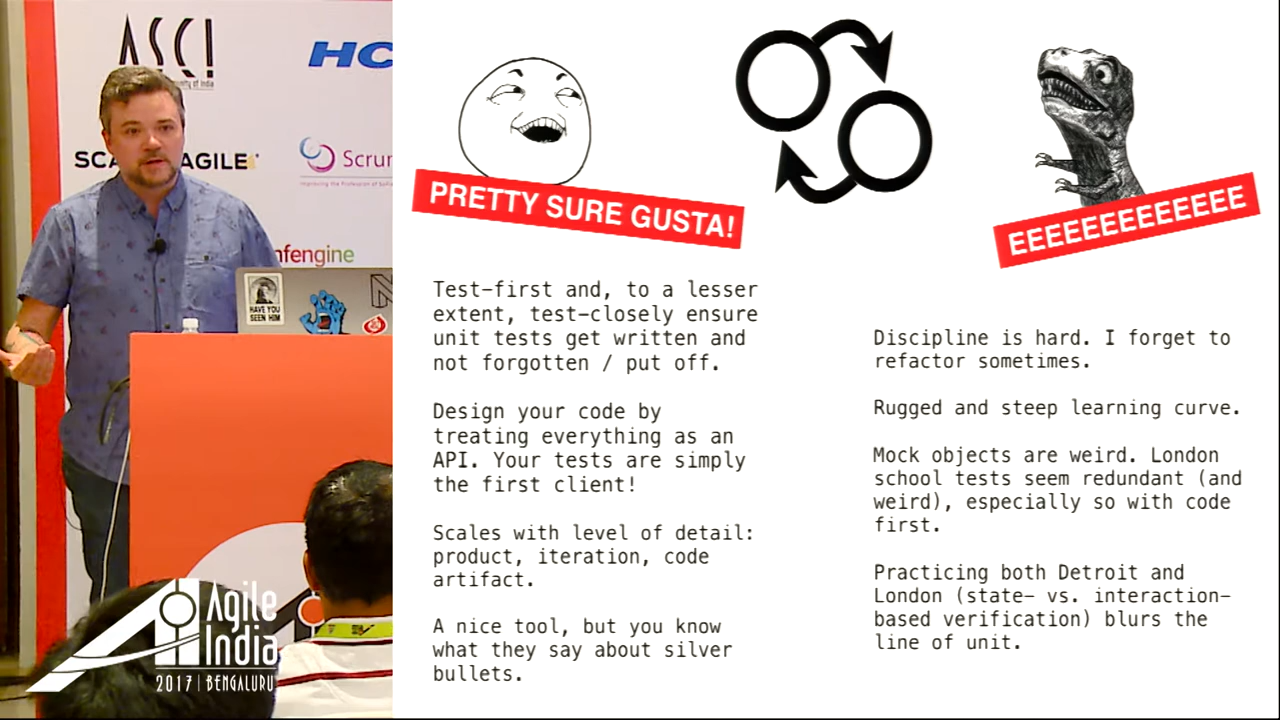 ASCI
HC
SCA AGILE
Scrum
nfengine
HAVE YOU
SEEN HIM
Agile
India
2017 | BENGALURU
PRETTY SURE GUSTA!
EEEEEEEEEEEEE
Test-first and, to a lesser
extent, test-closely ensure
unit tests get written and
not forgotten / put off.
Design your code by
treating everything as an
API. Your tests are simply
the first client!
Scales with level of detail:
product, iteration, code
artifact.
A nice tool, but you know
what they say about silver
bullets.
Discipline is hard. I forget to
refactor sometimes.
Rugged and steep learning curve.
Mock objects are weird. London
school tests seem redundant (and
weird), especially so with code
first.
Practicing both Detroit and
London (state- vs. interaction-
based verification) blurs the
line of unit.